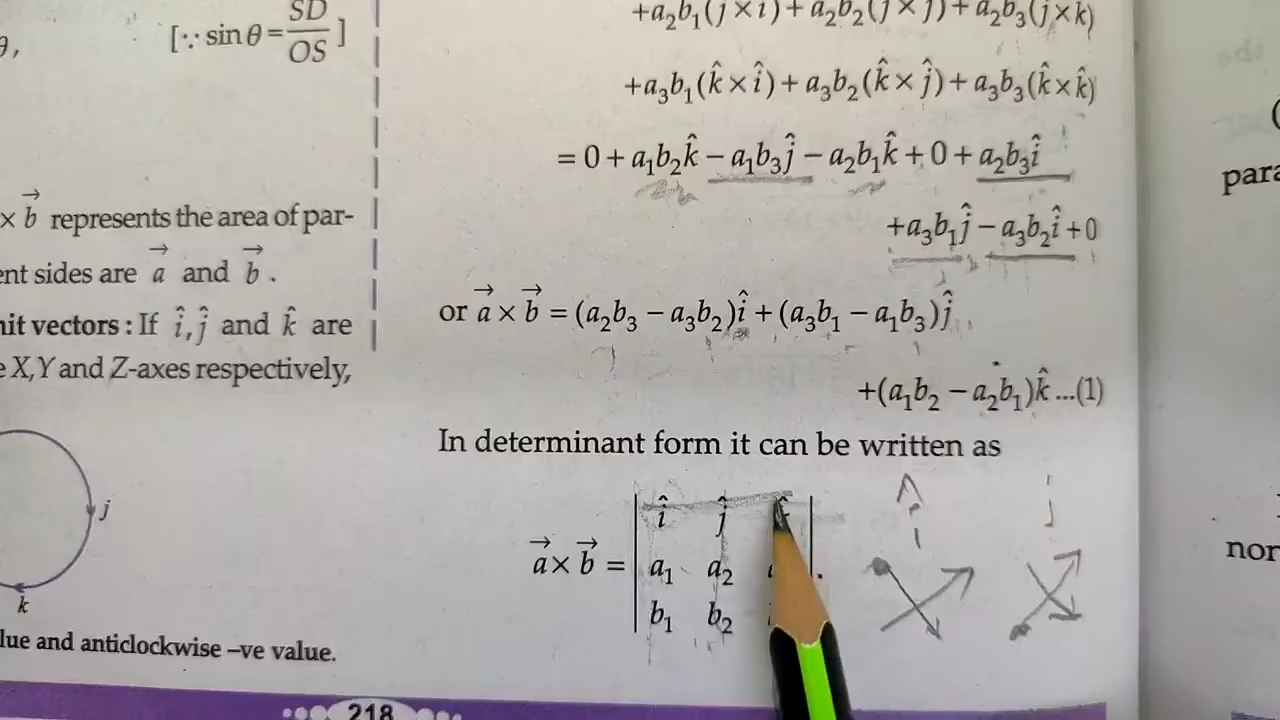 θ, [∵ sin θ = SD/OS]
× b⃗ represents the area of par-
ent sides are a⃗ and b⃗ .
nit vectors : If î, ĵ and k̂ are
e X, Y and Z-axes respectively,
j
k
lue and anticlockwise –ve value.
218
+a₂b₁(ĵ × î) + a₂b₂(ĵ × ĵ) + a₂b₃(ĵ × k̂)
+a₃b₁(k̂ × î) + a₃b₂(k̂ × ĵ) + a₃b₃(k̂ × k̂)
= 0 + a₁b₂k̂ – a₁b₃ĵ – a₂b₁k̂ + 0 + a₂b₃î
+a₃b₁ĵ – a₃b₂î + 0
or a⃗ × b⃗ = (a₂b₃ – a₃b₂)î + (a₃b₁ – a₁b₃)ĵ
+(a₁b₂ – a₂b₁)k̂ ...(1)
In determinant form it can be written as
î ĵ
a⃗ × b⃗ = | a₁ a₂ | .
b₁ b₂
para
nor